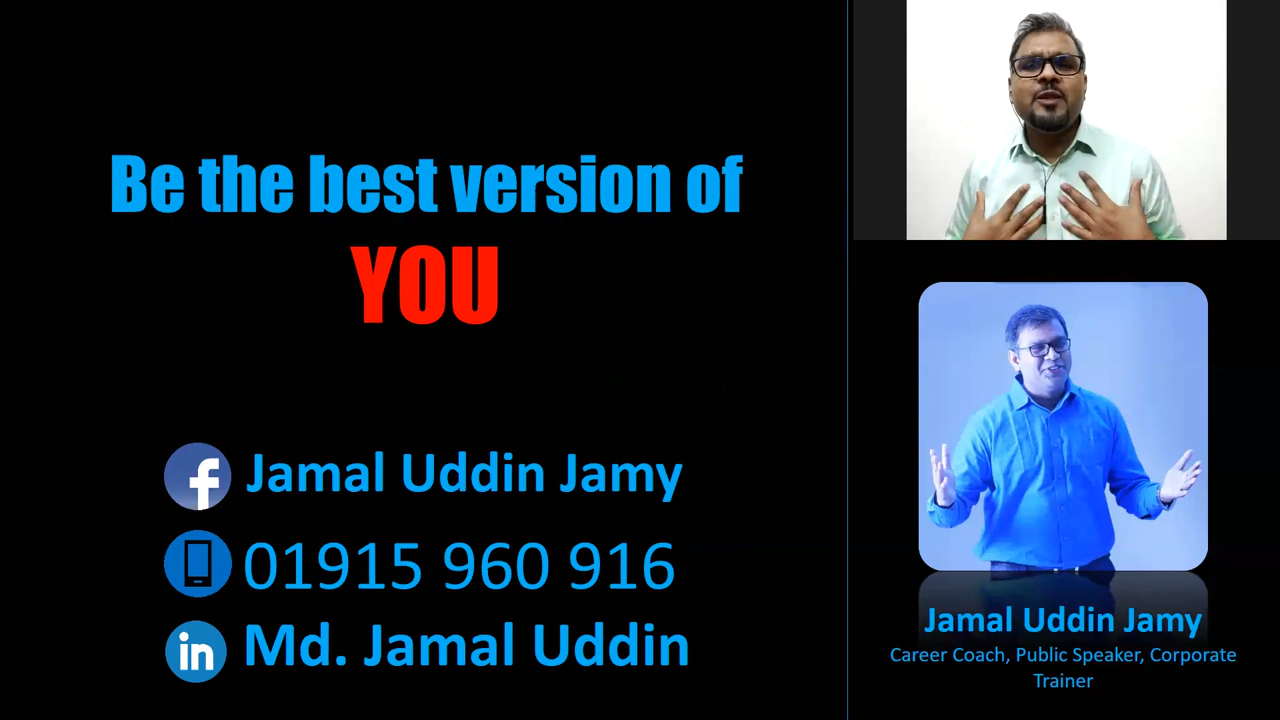 Be the best version of
YOU
Jamal Uddin Jamy
01915 960 916
Md. Jamal Uddin
Jamal Uddin Jamy
Career Coach, Public Speaker, Corporate
Trainer